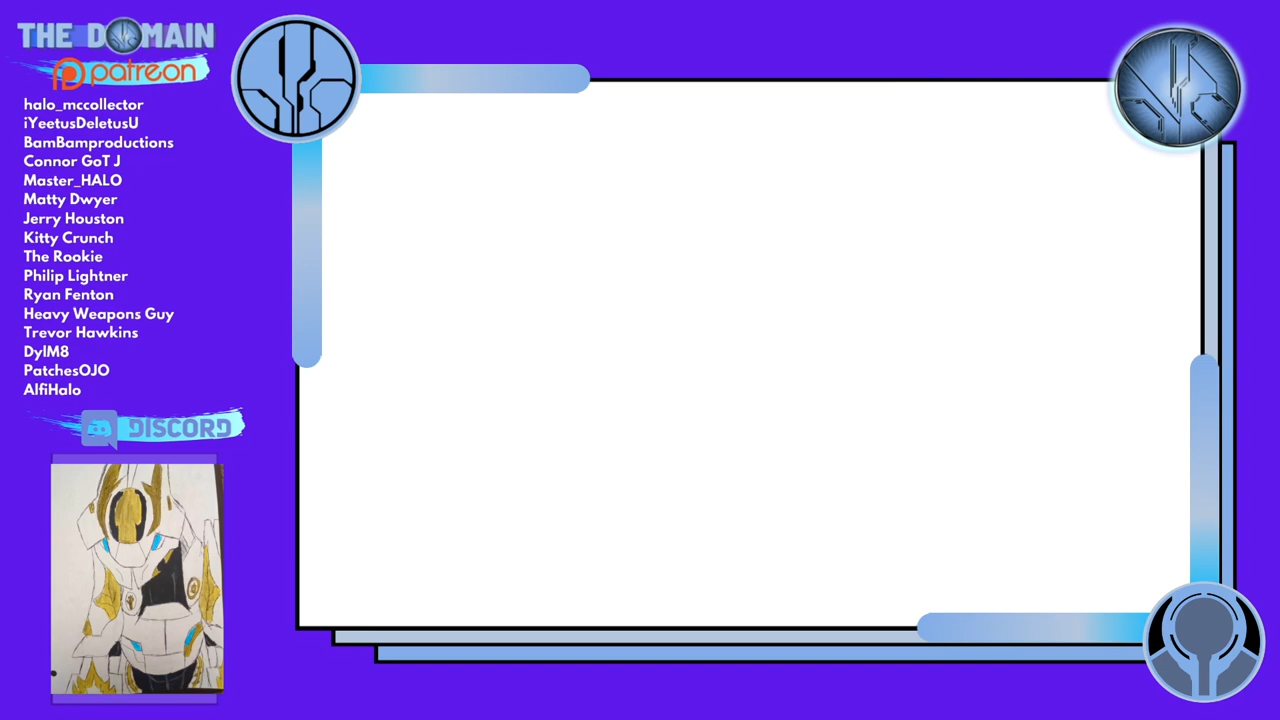 THE DOMAIN
patreon
halo_mccollector
iYeetusDeletusU
BamBamproductions
Connor GoT J
Master_HALO
Matty Dwyer
Jerry Houston
Kitty Crunch
The Rookie
Philip Lightner
Ryan Fenton
Heavy Weapons Guy
Trevor Hawkins
DylM8
PatchesOJO
AlfiHalo
DISCORD